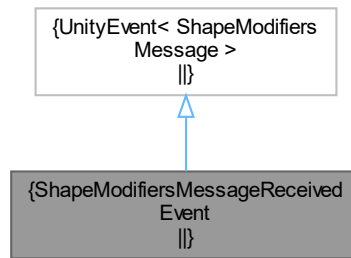 {UnityEvent< ShapeModifiers
Message >
||}
{ShapeModifiersMessageReceived
Event
||}